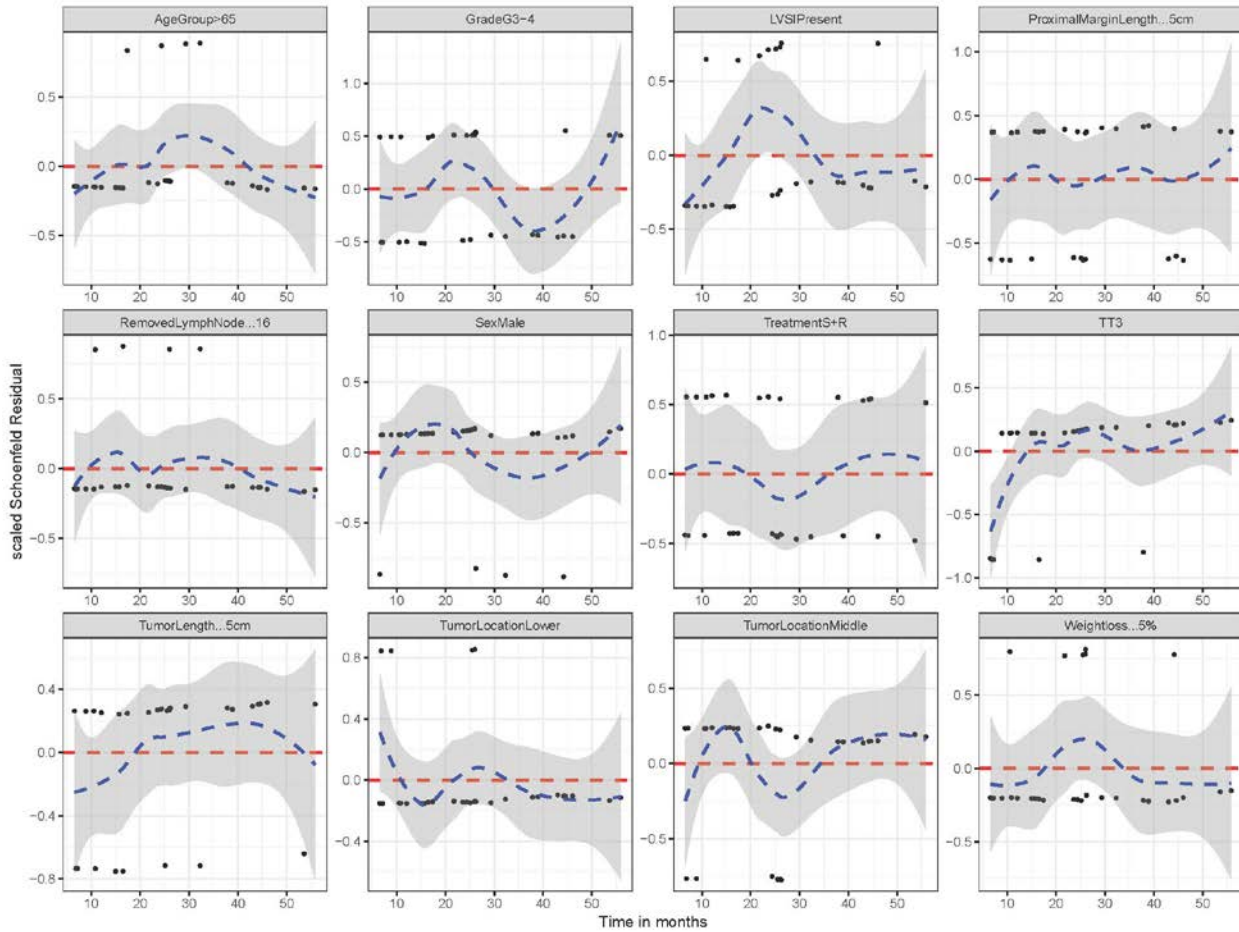 AgeGroup>65
GradeG3−4
LVSIPresent
ProximalMarginLength...5cm
0.5
0.0
−0.5
1.0
0.5
0.0
−0.5
0.5
0.0
−0.5
1.0
0.5
0.0
−0.5
10 20 30 40 50
10 20 30 40 50
10 20 30 40 50
10 20 30 40 50
RemovedLymphNode...16
SexMale
TreatmentS+R
TT3
0.5
0.0
−0.5
0.5
0.0
−0.5
1.0
0.5
0.0
−0.5
0.5
0.0
−0.5
−1.0
10 20 30 40 50
10 20 30 40 50
10 20 30 40 50
10 20 30 40 50
TumorLength...5cm
TumorLocationLower
TumorLocationMiddle
Weightloss...5%
0.4
0.0
−0.4
−0.8
0.8
0.4
0.0
−0.4
0.5
0.0
−0.5
0.5
0.0
−0.5
10 20 30 40 50
10 20 30 40 50
10 20 30 40 50
10 20 30 40 50
scaled Schoenfeld Residual
Time in months